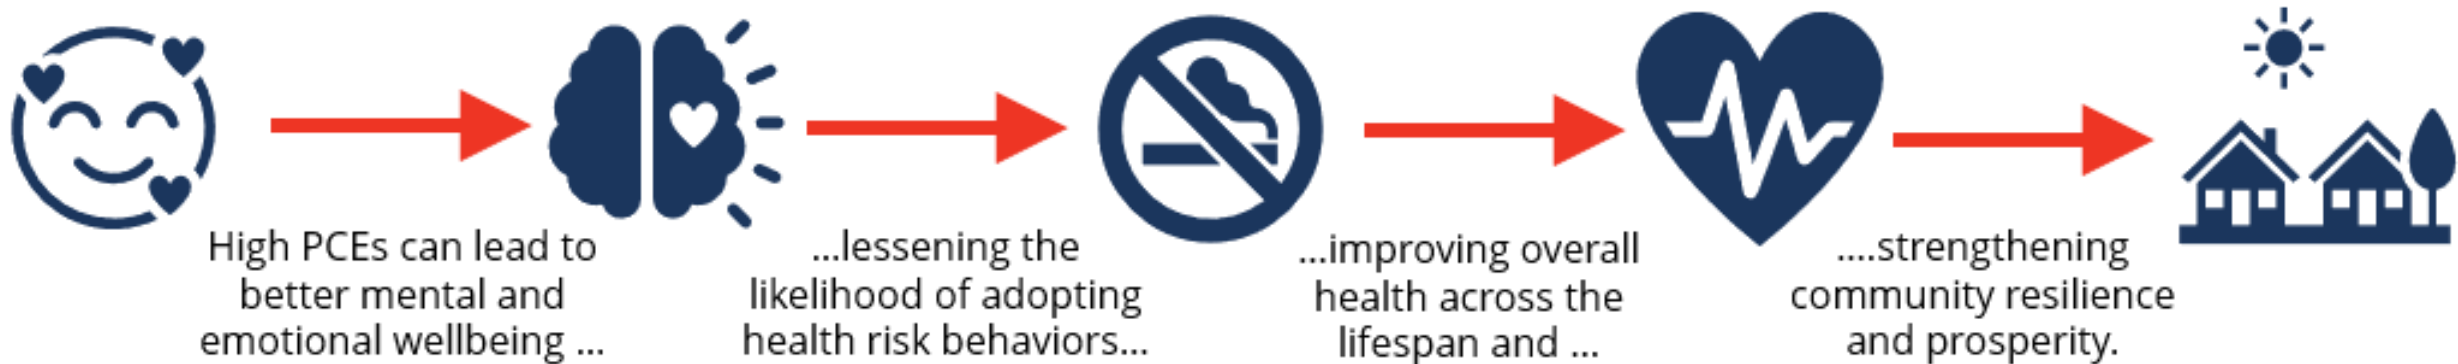 High PCEs can lead to
better mental and
emotional wellbeing ...
...lessening the
likelihood of adopting
health risk behaviors...
...improving overall
health across the
lifespan and ...
....strengthening
community resilience
and prosperity.